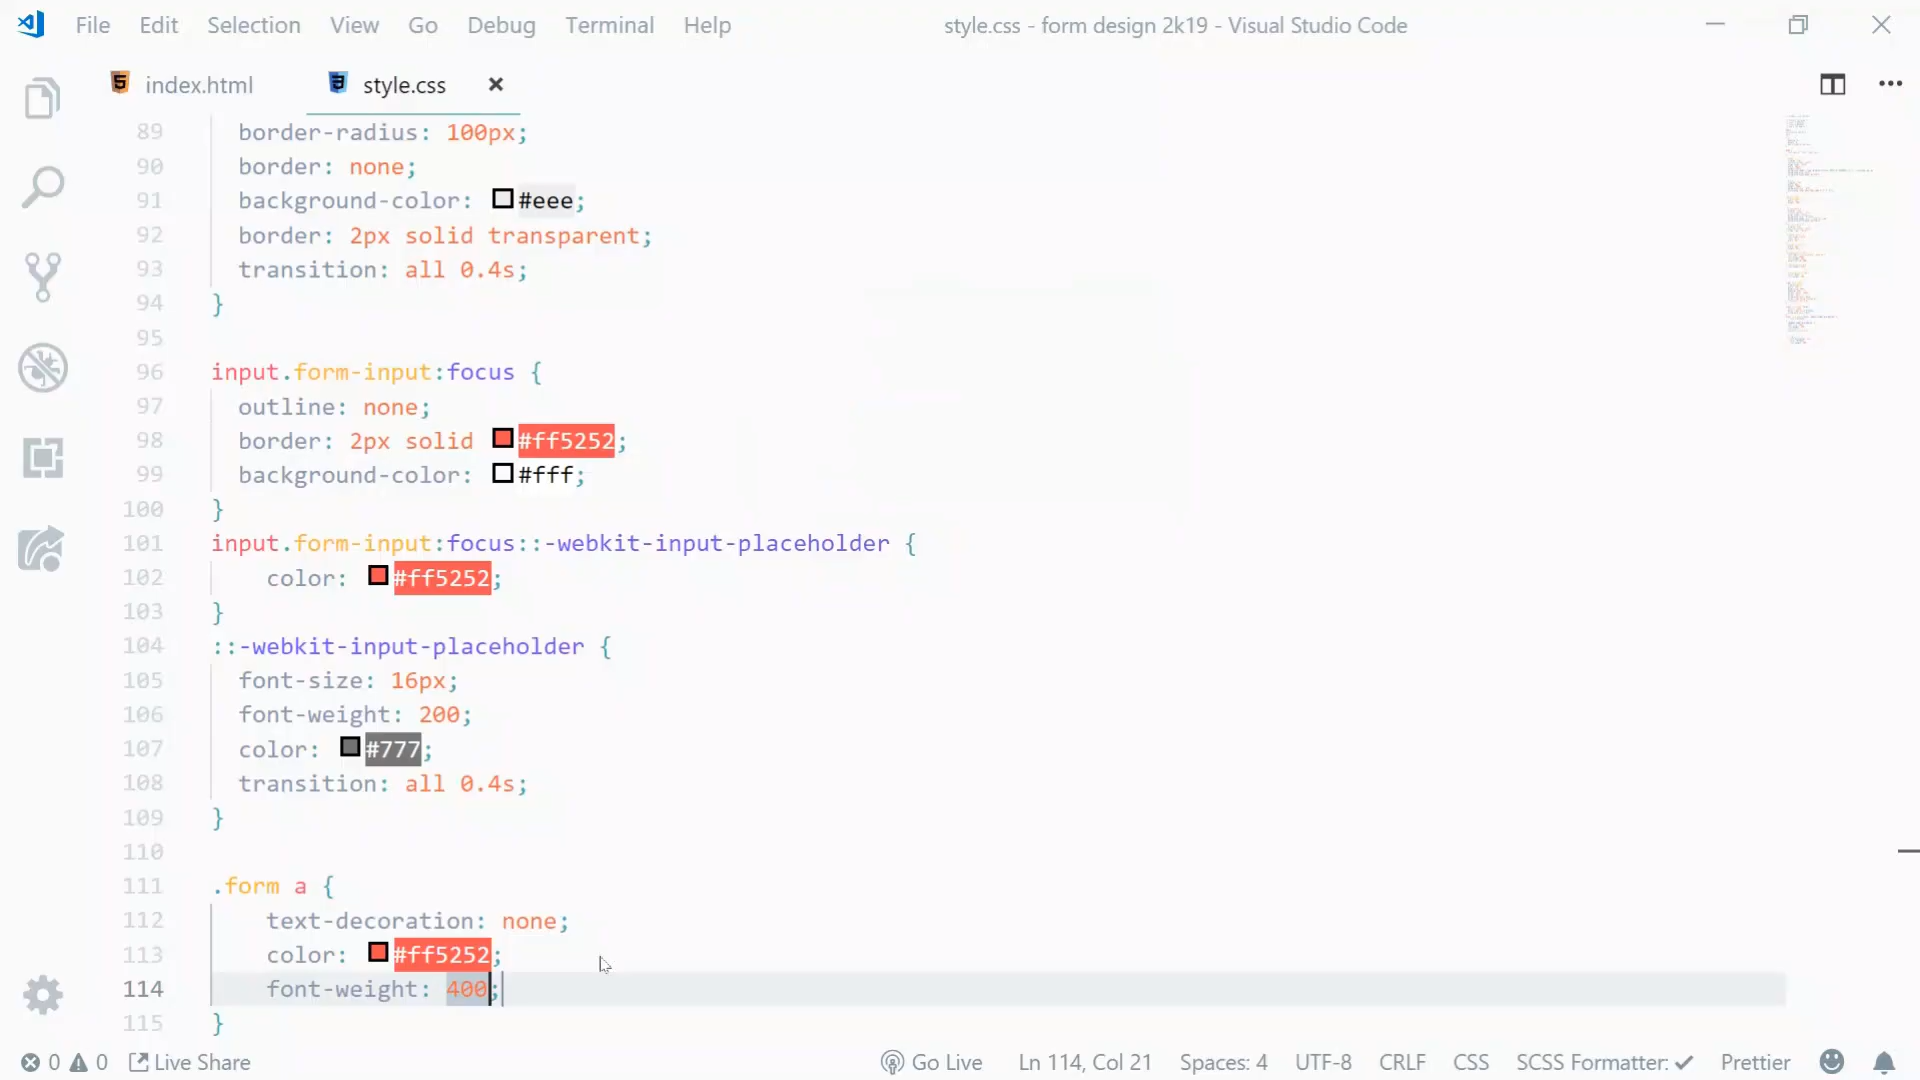 File Edit Selection View Go Debug Terminal Help style.css - form design 2k19 - Visual Studio Code
index.html style.css
89 border-radius: 100px;
90 border: none;
91 background-color: #eee;
92 border: 2px solid transparent;
93 transition: all 0.4s;
94 }
95
96 input.form-input:focus {
97 outline: none;
98 border: 2px solid #ff5252;
99 background-color: #fff;
100 }
101 input.form-input:focus::-webkit-input-placeholder {
102 color: #ff5252;
103 }
104 ::-webkit-input-placeholder {
105 font-size: 16px;
106 font-weight: 200;
107 color: #777;
108 transition: all 0.4s;
109 }
110
111 .form a {
112 text-decoration: none;
113 color: #ff5252;
114 font-weight: 400;
115 }
0 0 Live Share Go Live Ln 114, Col 21 Spaces: 4 UTF-8 CRLF CSS SCSS Formatter: ✓ Prettier